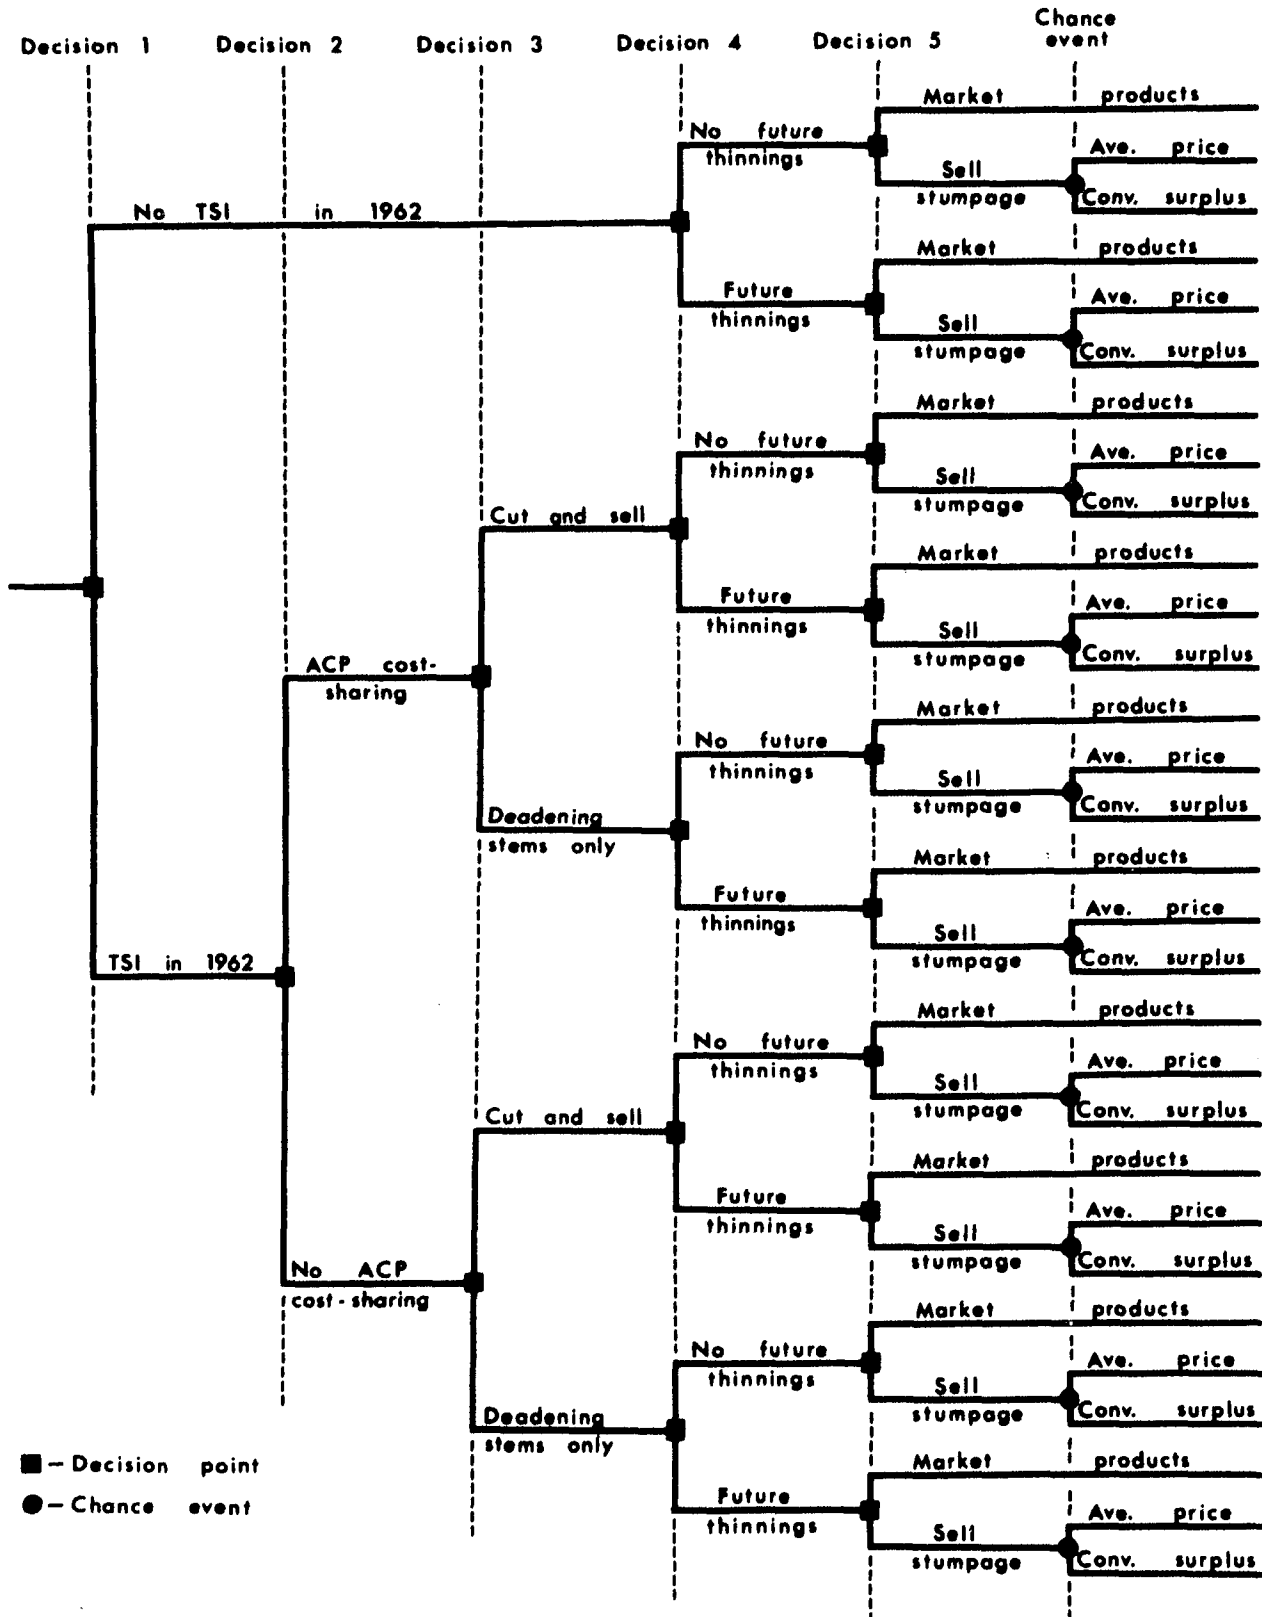 Chance
Decision 1 Decision 2 Decision 3 Decision 4 Decision 5 event
Market products
No future
thinnings
Ave. price
Sell
stumpage
Conv. surplus
No TSI in 1962
Market products
Future
thinnings
Ave. price
Sell
stumpage
Conv. surplus
Market products
No future
thinnings
Ave. price
Sell
stumpage
Conv. surplus
Cut and sell
Market products
Future
thinnings
Ave. price
Sell
stumpage
Conv. surplus
ACP cost-
sharing
Market products
No future
thinnings
Ave. price
Sell
stumpage
Conv. surplus
Deadening
stems only
Market products
Future
thinnings
Ave. price
Sell
stumpage
Conv. surplus
TSI in 1962
Market products
No future
thinnings
Ave. price
Sell
stumpage
Conv. surplus
Cut and sell
Market products
Future
thinnings
Ave. price
Sell
stumpage
Conv. surplus
No ACP
cost-sharing
Market products
No future
thinnings
Ave. price
Sell
stumpage
Conv. surplus
Deadening
stems only
Market products
Future
thinnings
Ave. price
Sell
stumpage
Conv. surplus
– Decision point
– Chance event